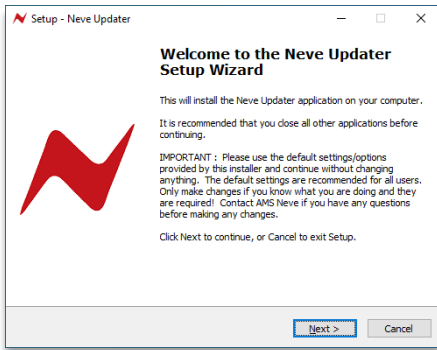 Setup - Neve Updater
Welcome to the Neve Updater
Setup Wizard
This will install the Neve Updater application on your computer.
It is recommended that you close all other applications before
continuing.
IMPORTANT : Please use the default settings/options
provided by this installer and continue without changing
anything. The default settings are recommended for all users.
Only make changes if you know what you are doing and they
are required! Contact AMS Neve if you have any questions
before making any changes.
Click Next to continue, or Cancel to exit Setup.
Next >
Cancel